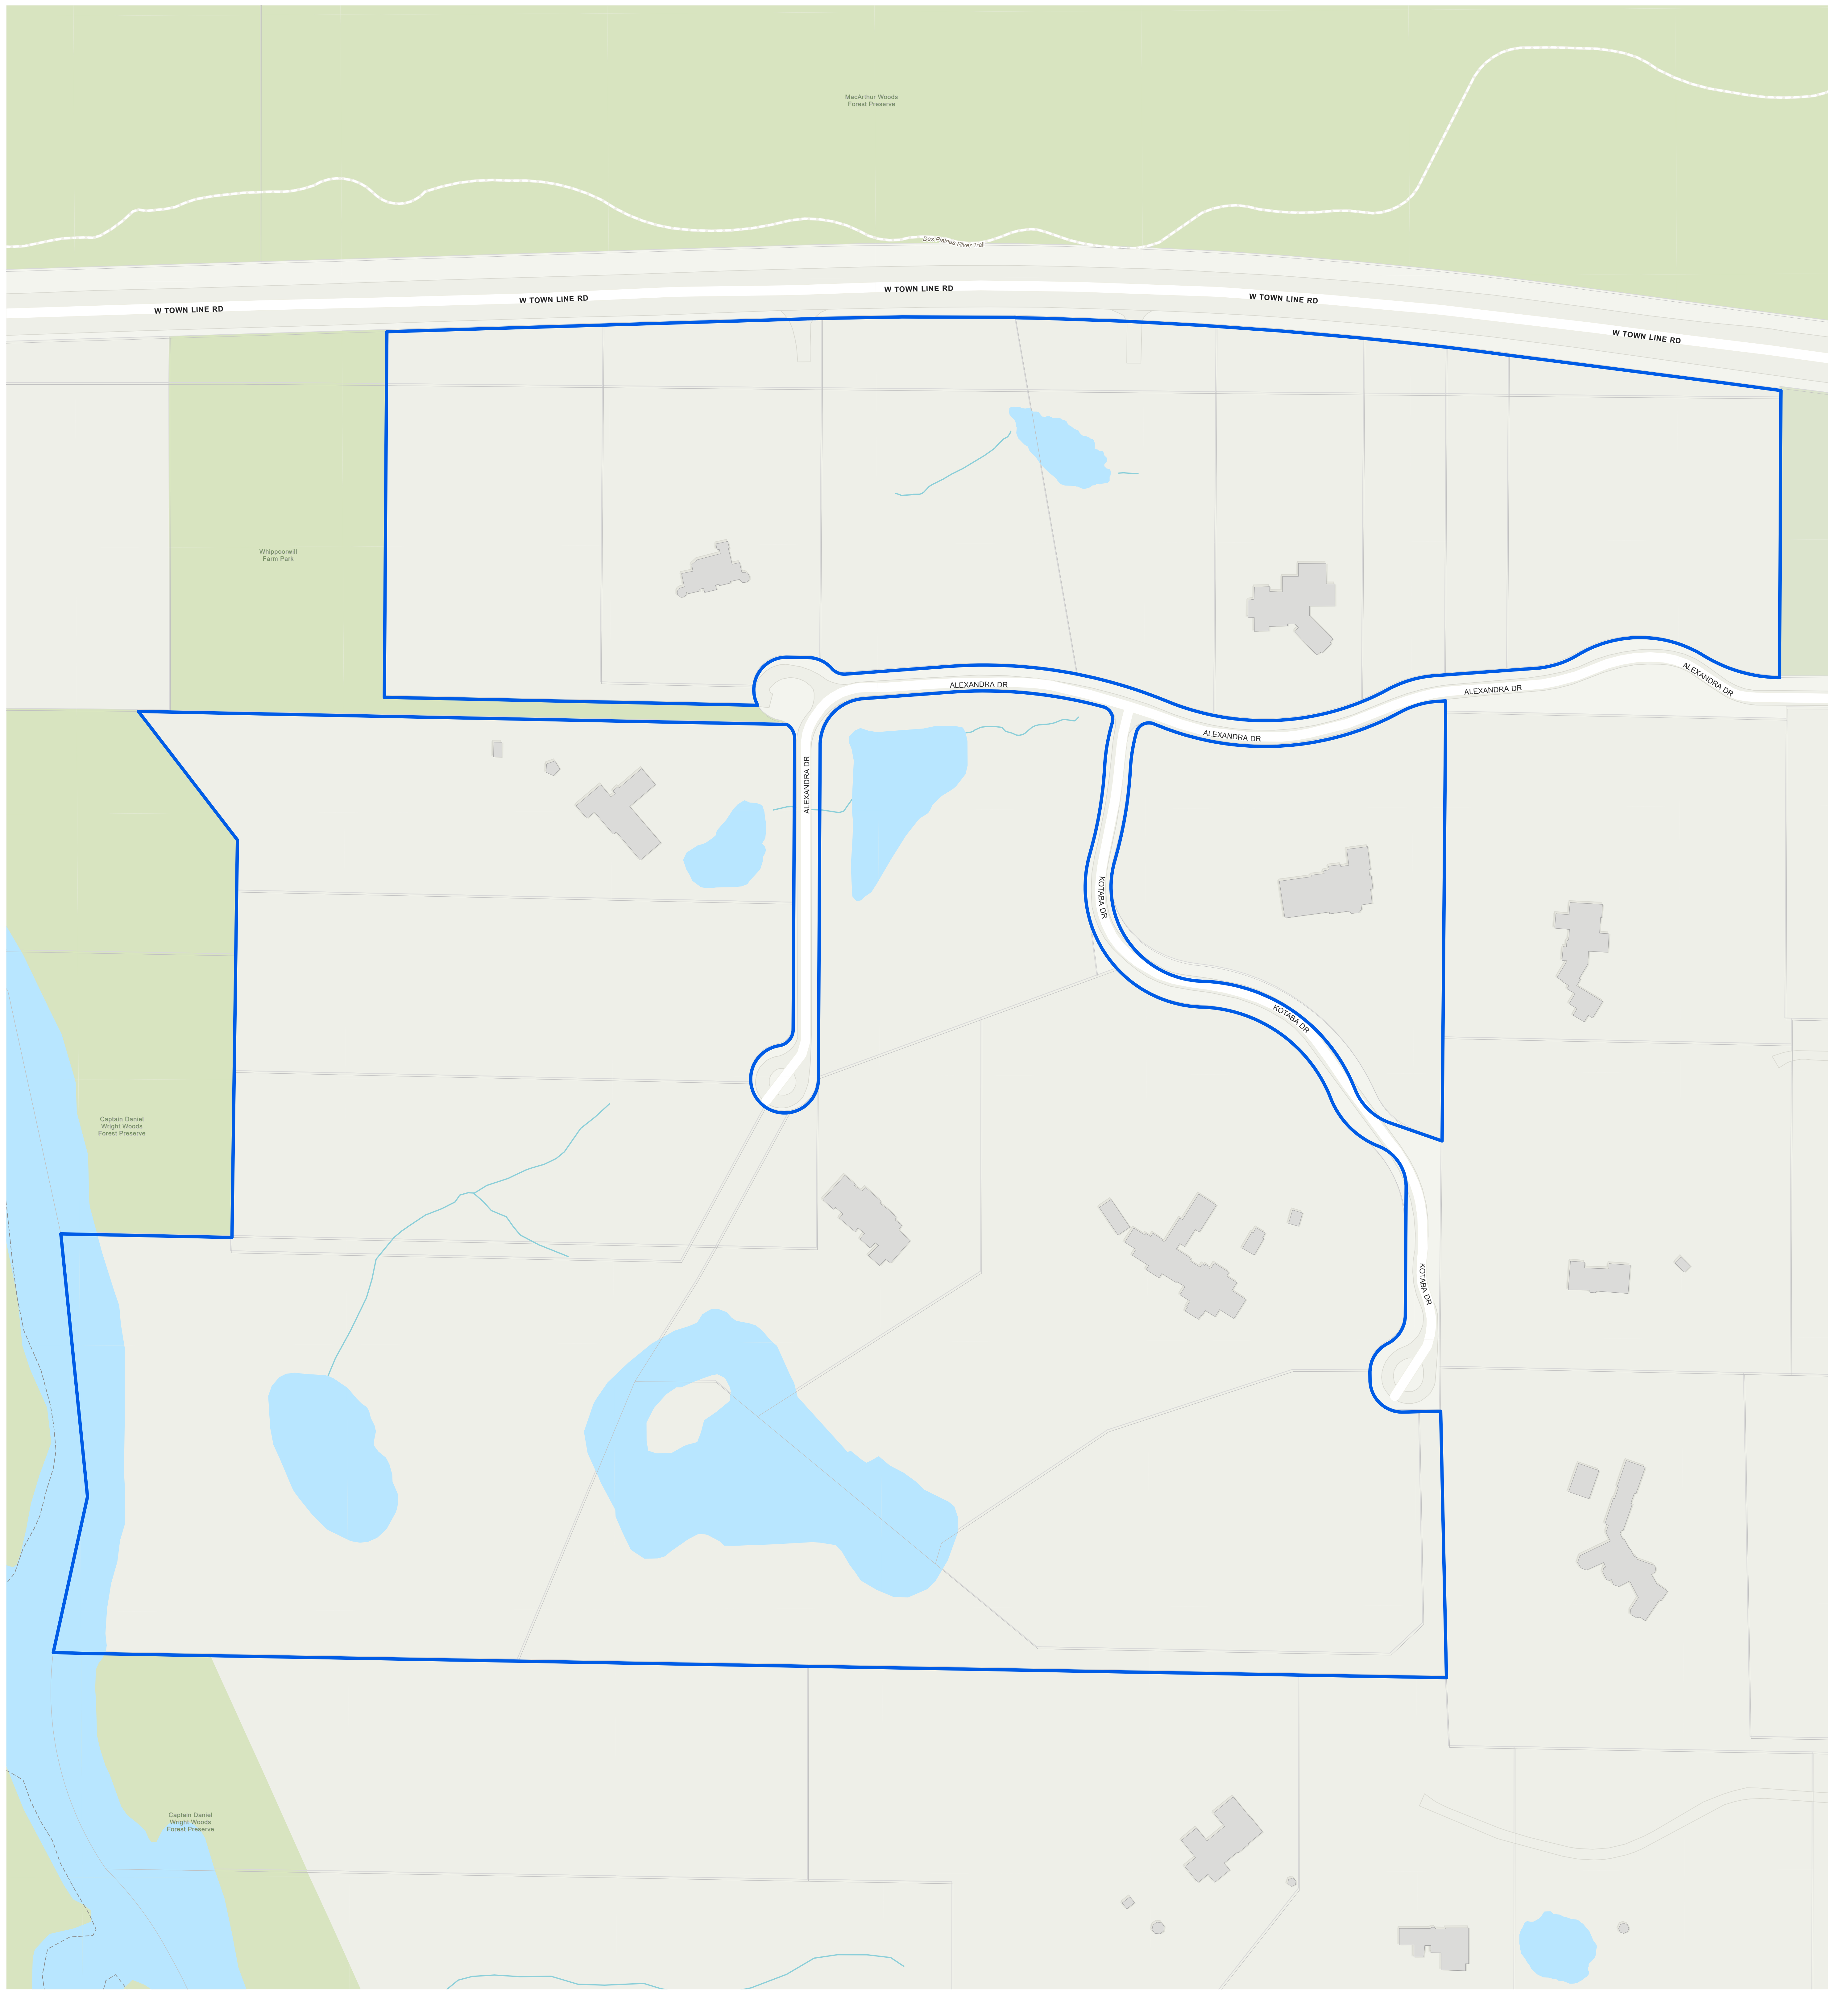 MacArthur Woods
Forest Preserve
Des Plaines River Trail
W TOWN LINE RD
W TOWN LINE RD
W TOWN LINE RD
W TOWN LINE RD
W TOWN LINE RD
Whippoorwill
Farm Park
ALEXANDRA DR
ALEXANDRA DR
ALEXANDRA DR
ALEXANDRA DR
ALEXANDRA DR
KOTABA DR
KOTABA DR
Captain Daniel
Wright Woods
Forest Preserve
KOTABA DR
Captain Daniel
Wright Woods
Forest Preserve